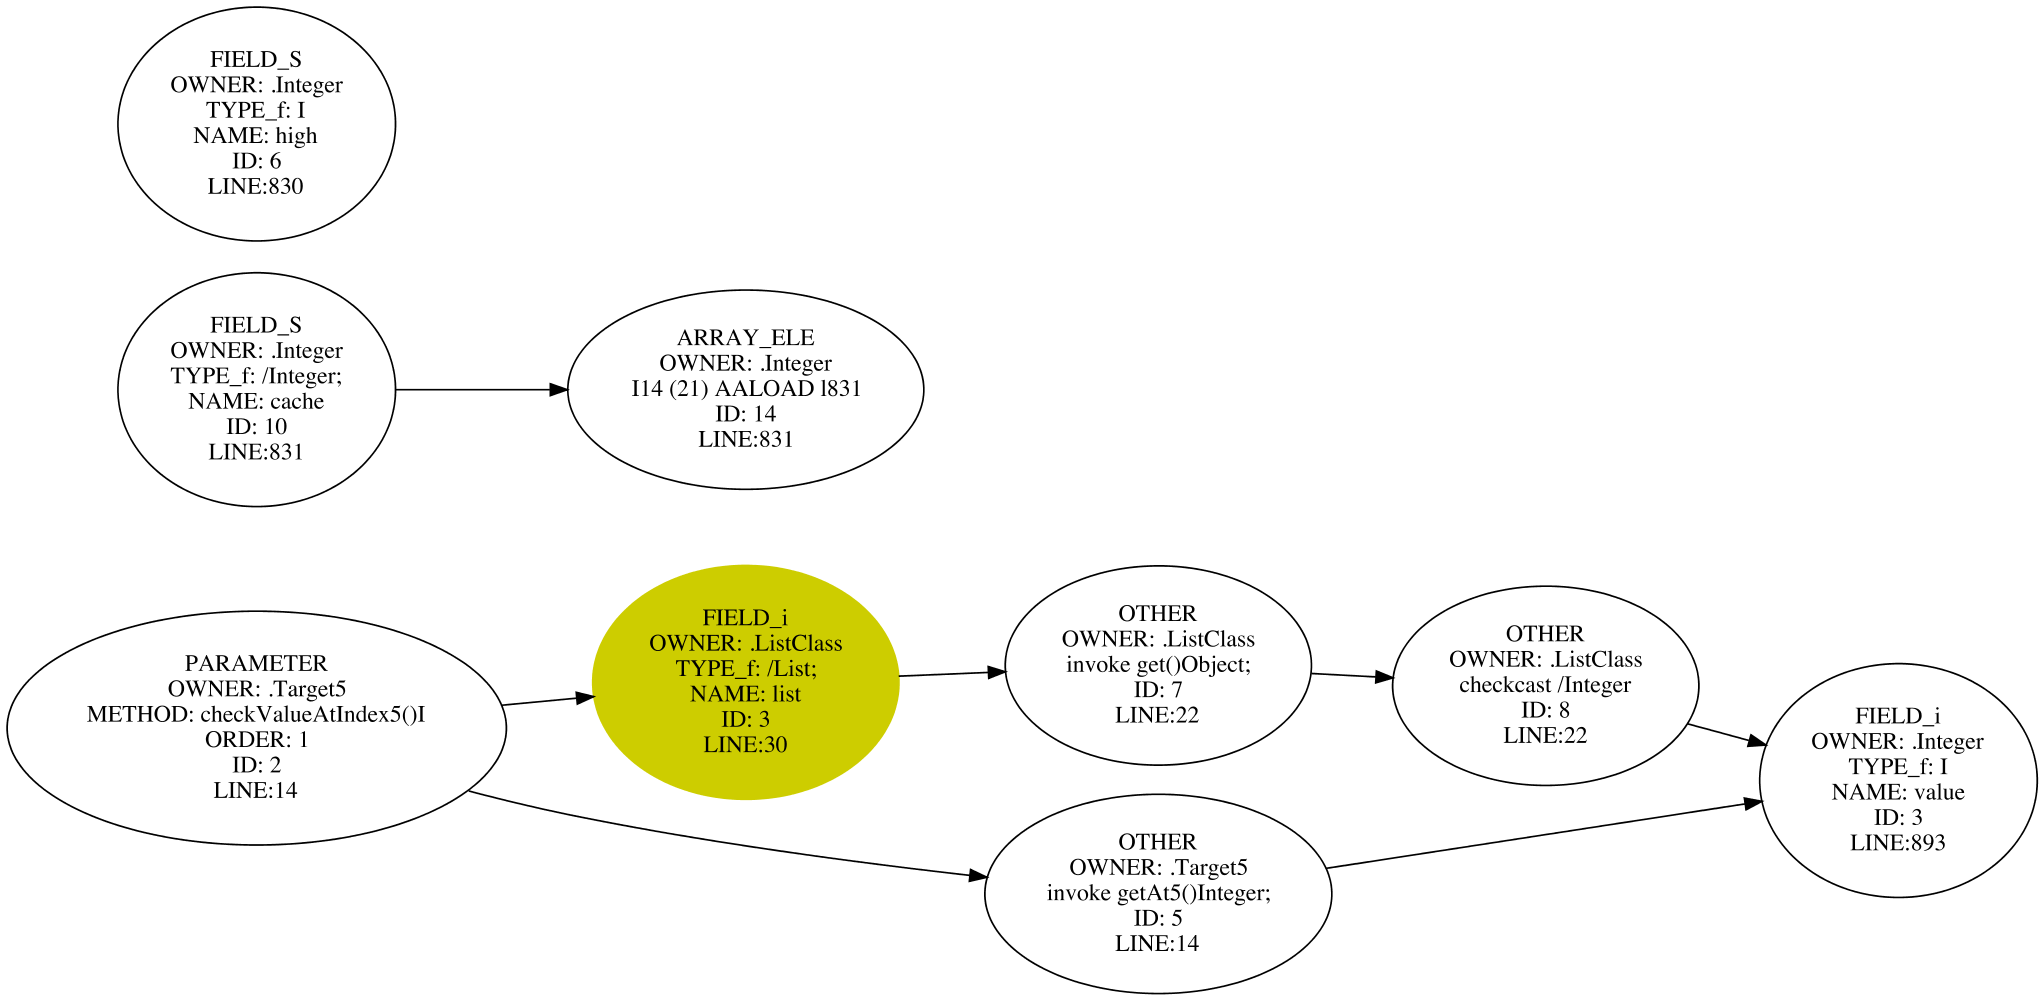 FIELD_S
OWNER: .Integer
TYPE_f: I
NAME: high
ID: 6
LINE:830
FIELD_S
OWNER: .Integer
TYPE_f: /Integer;
NAME: cache
ID: 10
LINE:831
ARRAY_ELE
OWNER: .Integer
I14 (21) AALOAD l831
ID: 14
LINE:831
PARAMETER
OWNER: .Target5
METHOD: checkValueAtIndex5()I
ORDER: 1
ID: 2
LINE:14
FIELD_i
OWNER: .ListClass
TYPE_f: /List;
NAME: list
ID: 3
LINE:30
OTHER
OWNER: .ListClass
invoke get()Object;
ID: 7
LINE:22
OTHER
OWNER: .ListClass
checkcast /Integer
ID: 8
LINE:22
OTHER
OWNER: .Target5
invoke getAt5()Integer;
ID: 5
LINE:14
FIELD_i
OWNER: .Integer
TYPE_f: I
NAME: value
ID: 3
LINE:893